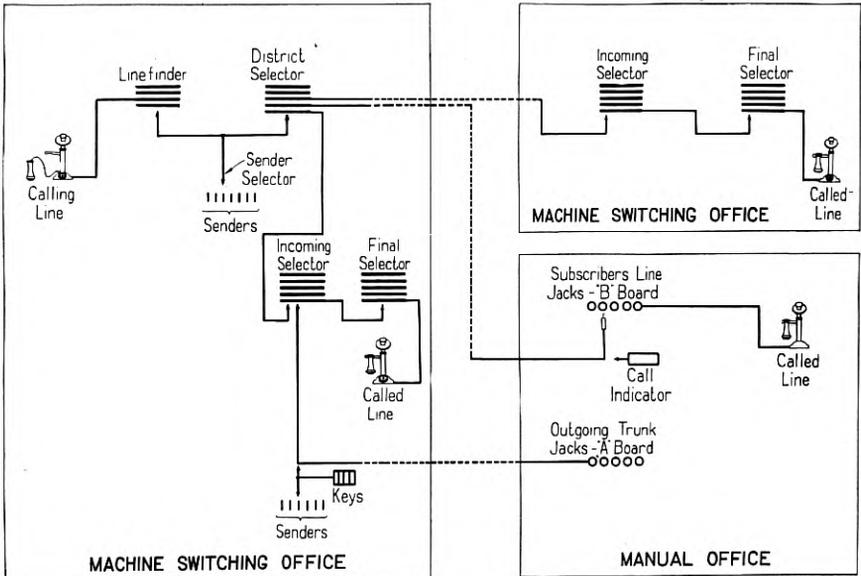 Linefinder
District
Selector
Calling
Line
Sender
Selector
Senders
Incoming
Selector
Final
Selector
Called
Line
Keys
Senders
MACHINE SWITCHING OFFICE
Incoming
Selector
Final
Selector
Called-
Line
MACHINE SWITCHING OFFICE
Subscribers Line
Jacks-"B" Board
Call
Indicator
Called
Line
Outgoing Trunk
Jacks-"A" Board
MANUAL OFFICE